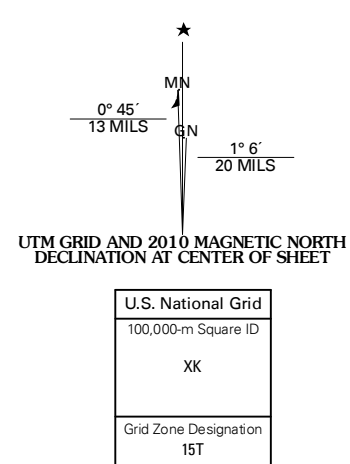 MN
0° 45´
13 MILS
GN
1° 6´
20 MILS
UTM GRID AND 2010 MAGNETIC NORTH
DECLINATION AT CENTER OF SHEET
U.S. National Grid
100,000-m Square ID
XK
Grid Zone Designation
15T